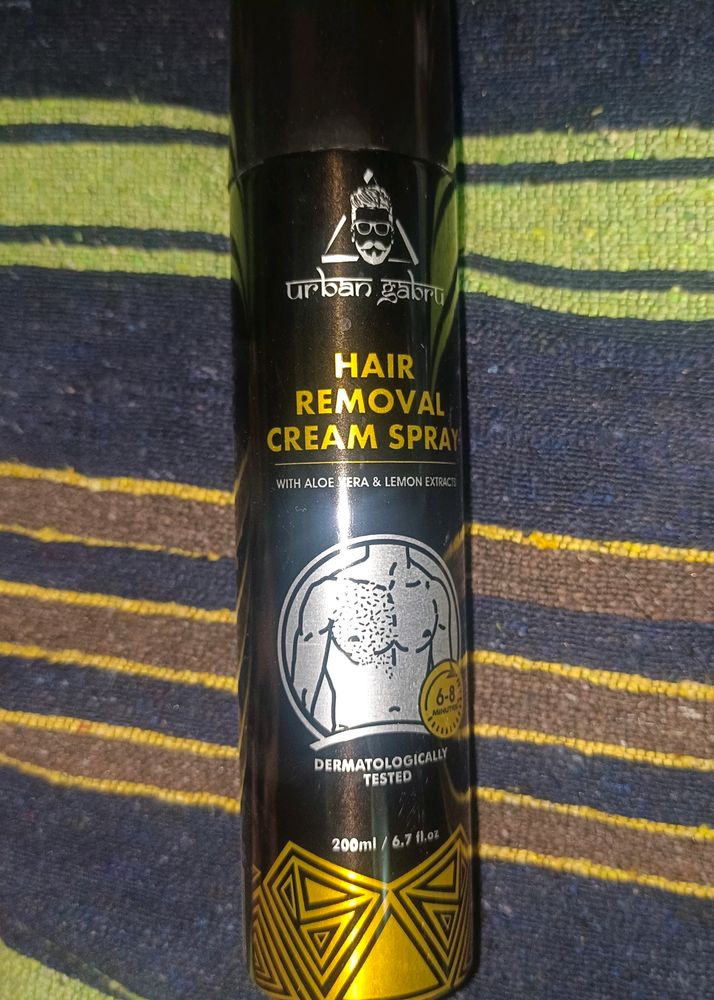 urban gabru
HAIR
REMOVAL
CREAM SPRAY
WITH ALOE VERA & LEMON EXTRACTS
6-8
MINUTES
DERMATOLOGICALLY
TESTED
200ml / 6.7 fl.oz